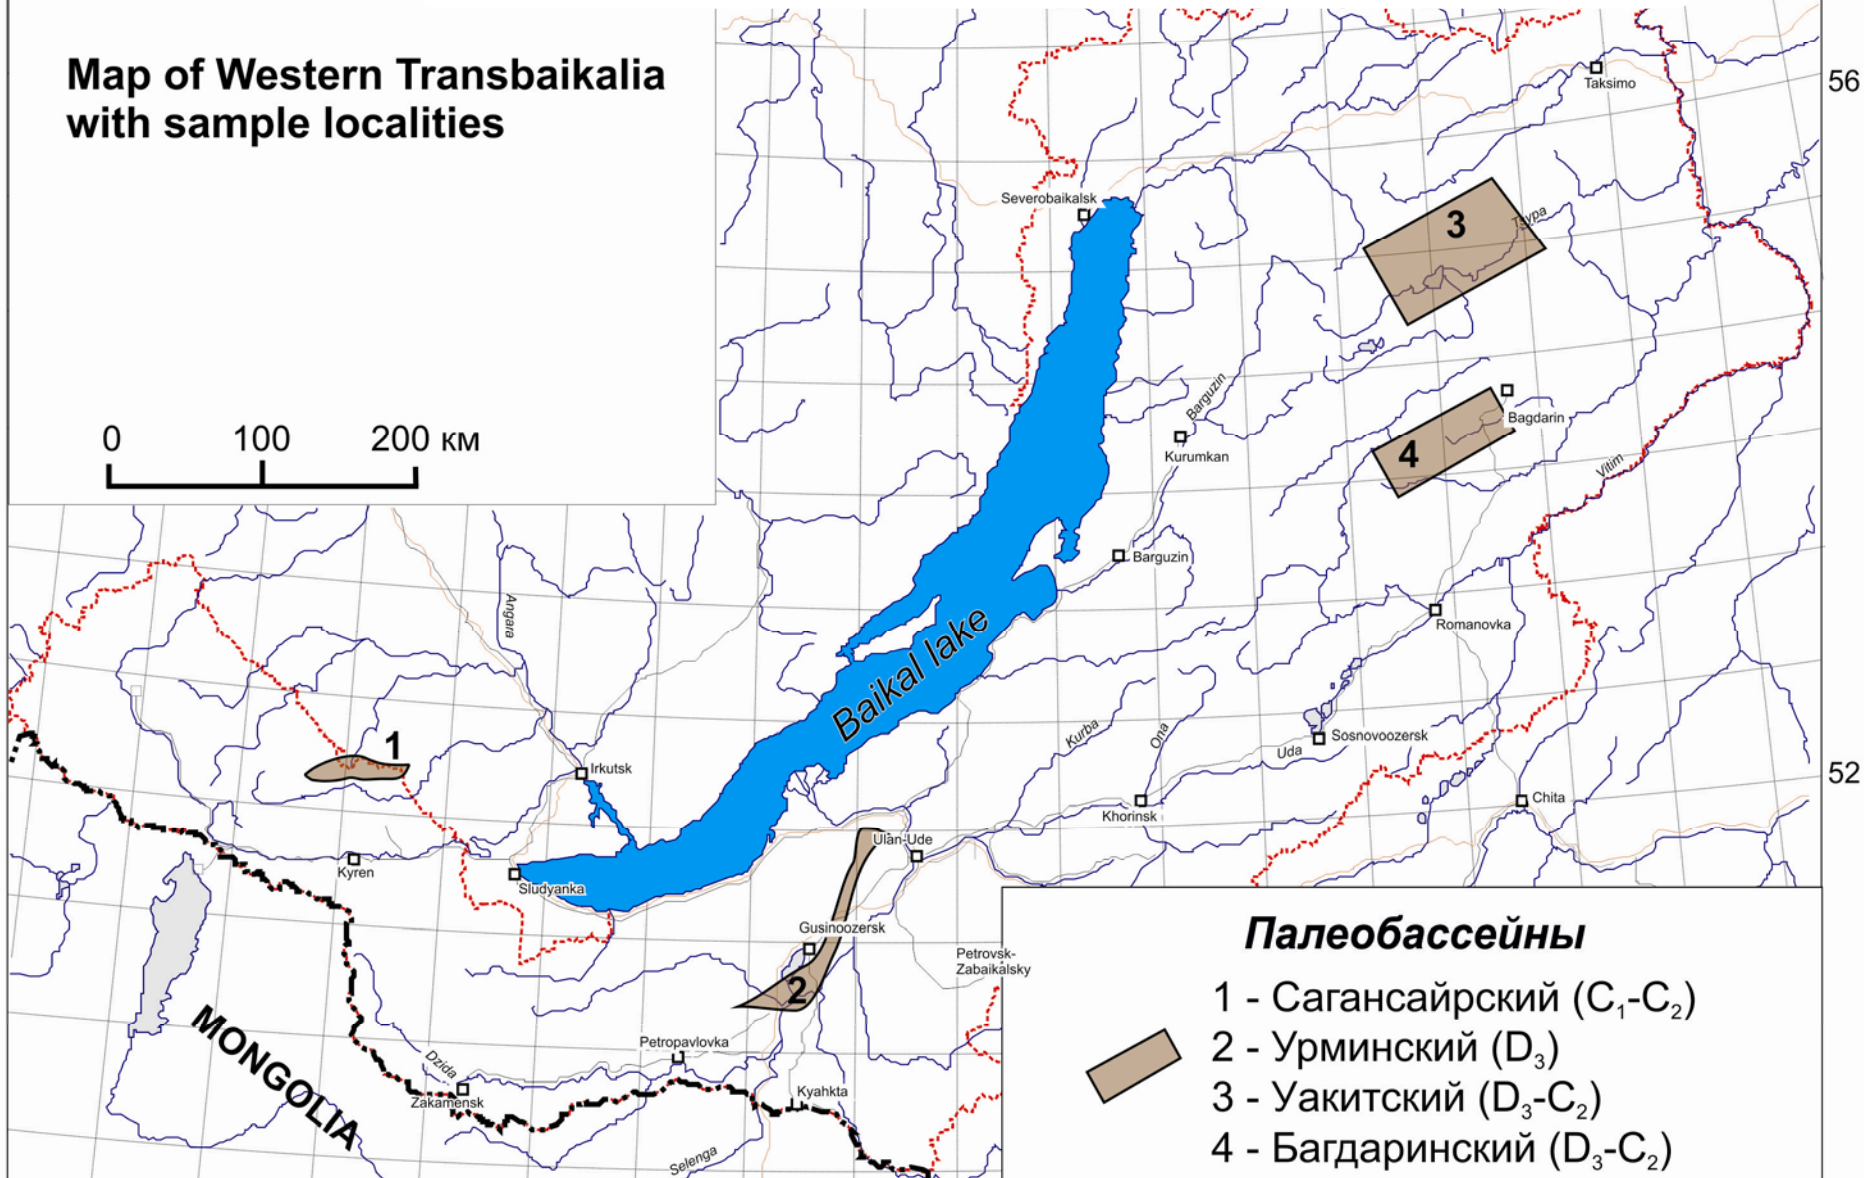 Map of Western Transbaikalia
with sample localities
0 100 200 км
56
Taksimo
Severobaikalsk
3
Tsypa
Barguzin
Kurumkan
Bagdarin
4
Vitim
Barguzin
Angara
Romanovka
Baikal lake
Kurba
Ona
Uda
Sosnovoozersk
1
Irkutsk
52
Chita
Khorinsk
Ulan-Ude
Kyren
Sludyanka
Gusinoozersk
Petrovsk-
Zabaikalsky
2
MONGOLIA
Petropavlovka
Dzida
Zakamensk
Kyahkta
Selenga
Палеобассейны
1 - Сагансайрский (C₁-C₂)
2 - Урминский (D₃)
3 - Уакитский (D₃-C₂)
4 - Багдаринский (D₃-C₂)